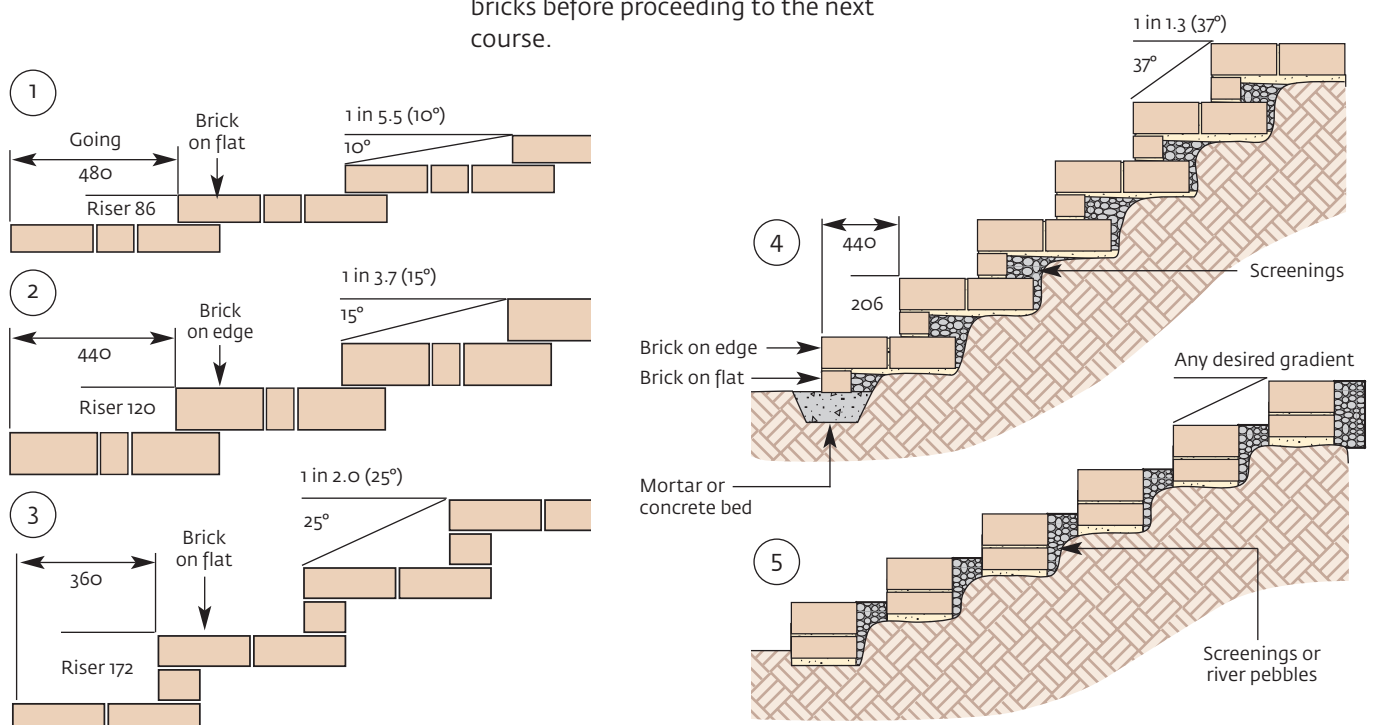 bricks before proceeding to the next
course.
1
Going
480
Brick
on flat
Riser 86
1 in 5.5 (10°)
10°
2
440
Brick
on edge
Riser 120
1 in 3.7 (15°)
15°
3
360
Brick
on flat
Riser 172
1 in 2.0 (25°)
25°
4
1 in 1.3 (37°)
37°
440
206
Screenings
Brick on edge
Brick on flat
Mortar or
concrete bed
5
Any desired gradient
Screenings or
river pebbles